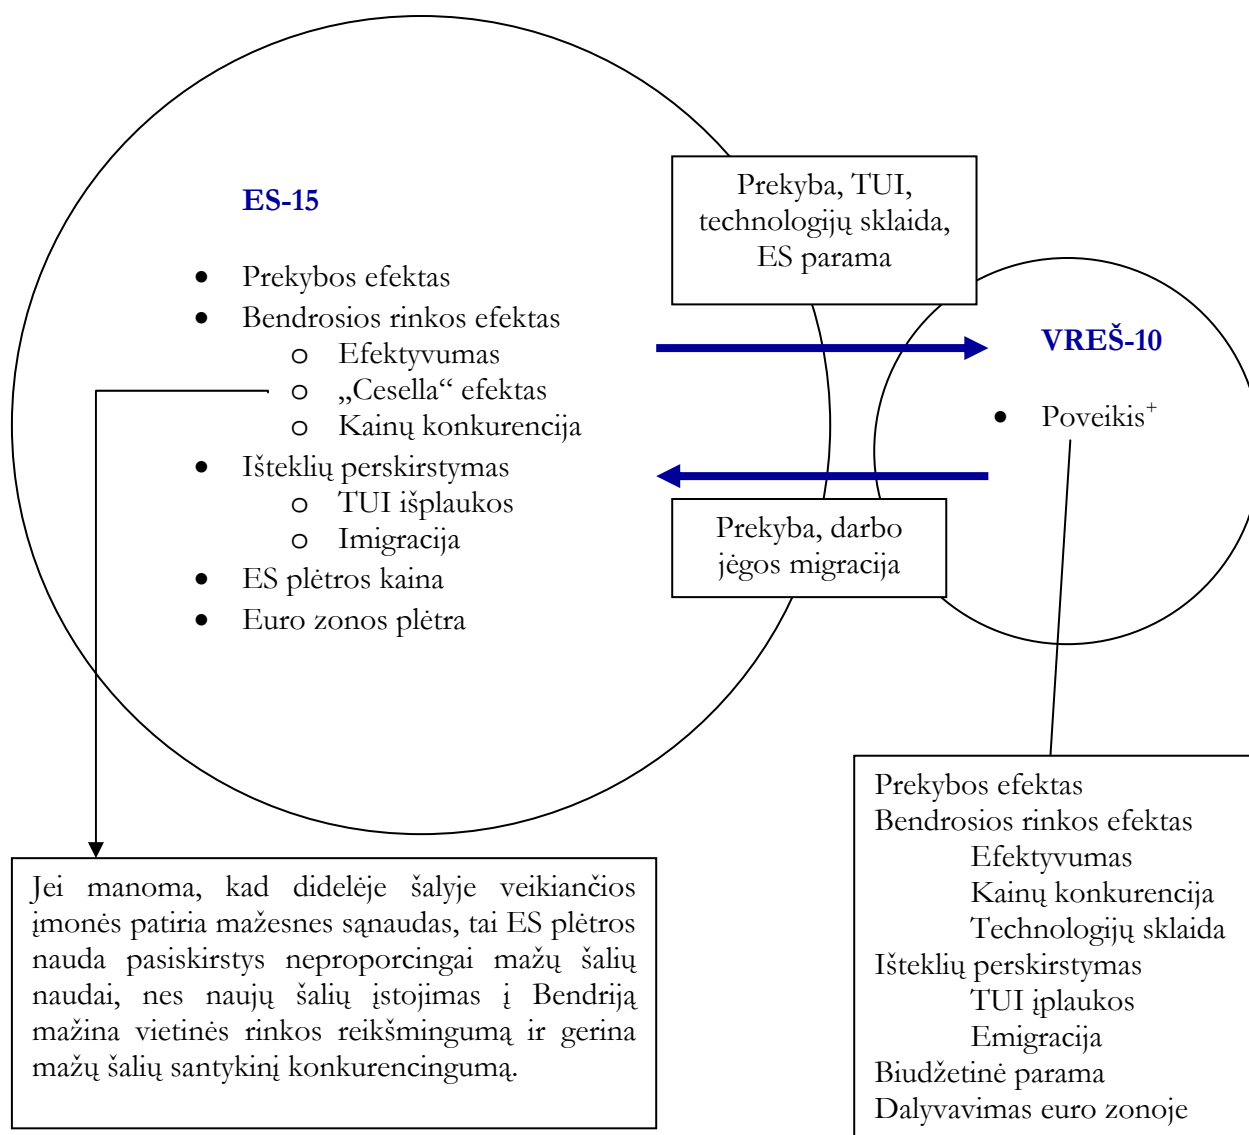 ES-15
• Prekybos efektas
• Bendrosios rinkos efektas
o Efektyvumas
o „Cesella“ efektas
o Kainų konkurencija
• Išteklių perskirstymas
o TUI išplaukos
o Imigracija
• ES plėtros kaina
• Euro zonos plėtra
Prekyba, TUI,
technologijų sklaida,
ES parama
Prekyba, darbo
jėgos migracija
VREŠ-10
• Poveikis+
Jei manoma, kad didelėje šalyje veikiančios
įmonės patiria mažesnes sąnaudas, tai ES plėtros
nauda pasiskirstys neproporcingai mažų šalių
naudai, nes naujų šalių įstojimas į Bendriją
mažina vietinės rinkos reikšmingumą ir gerina
mažų šalių santykinį konkurencingumą.
Prekybos efektas
Bendrosios rinkos efektas
Efektyvumas
Kainų konkurencija
Technologijų sklaida
Išteklių perskirstymas
TUI įplaukos
Emigracija
Biudžetinė parama
Dalyvavimas euro zonoje